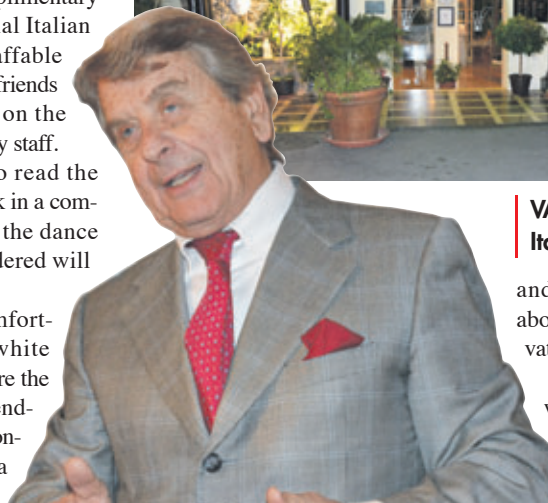 al Italian
ffable
friends
on the
y staff.
o read the
k in a com-
the dance
dered will
nfort-
white
re the
end-
on-
a
VA
Ita
and
abo
vat